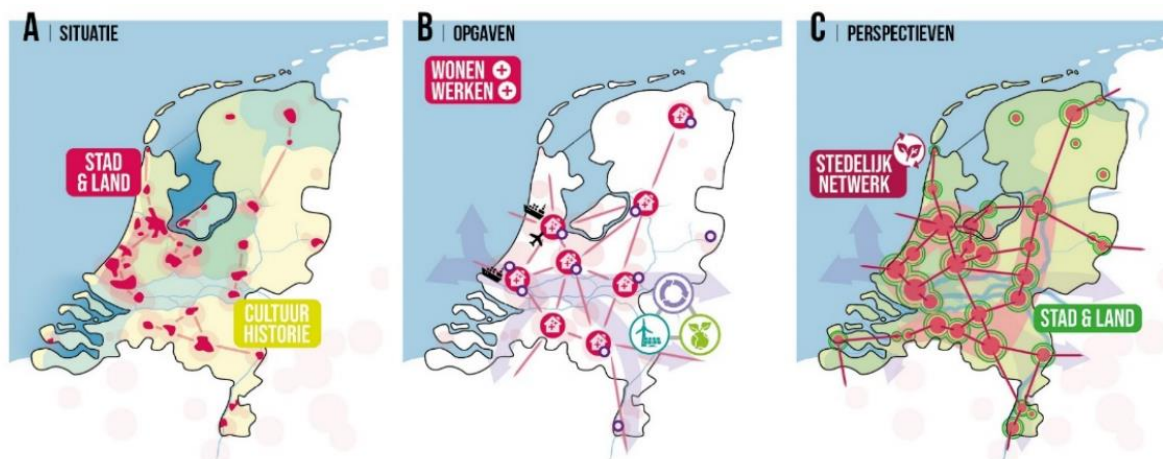 A | SITUATIE
STAD
& LAND
CULTUUR
HISTORIE
B | OPGAVEN
WONEN +
WERKEN +
C | PERSPECTIEVEN
STEDELIJK
NETWERK
STAD & LAND